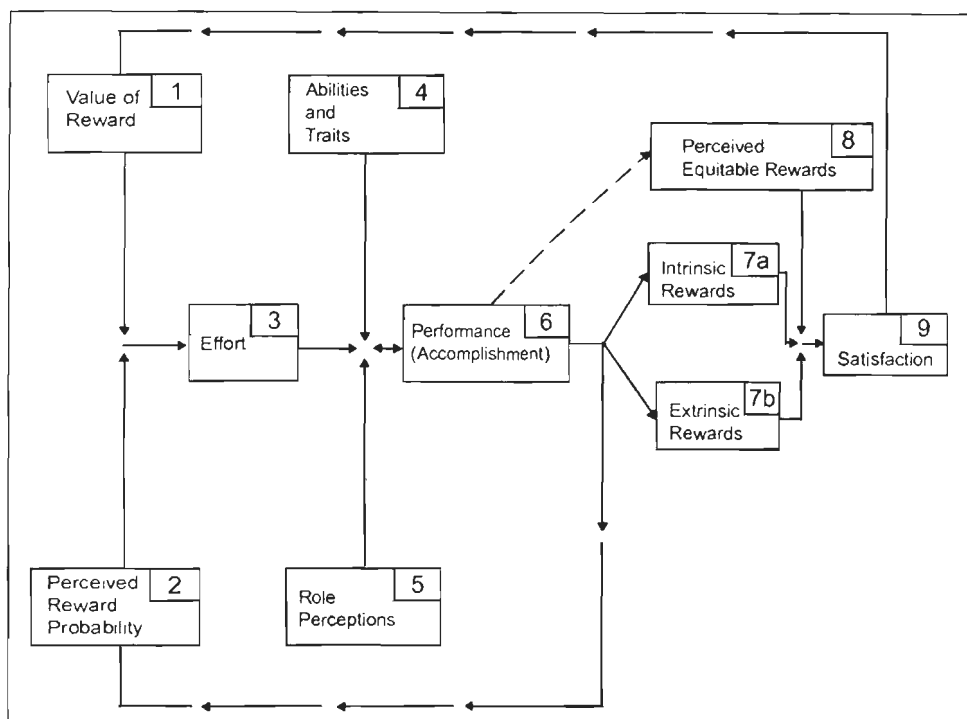 1
Value of
Reward
4
Abilities
and
Traits
8
Perceived
Equitable Rewards
7a
Intrinsic
Rewards
3
Effort
6
Performance
(Accomplishment)
9
Satisfaction
7b
Extrinsic
Rewards
2
Perceived
Reward
Probability
5
Role
Perceptions